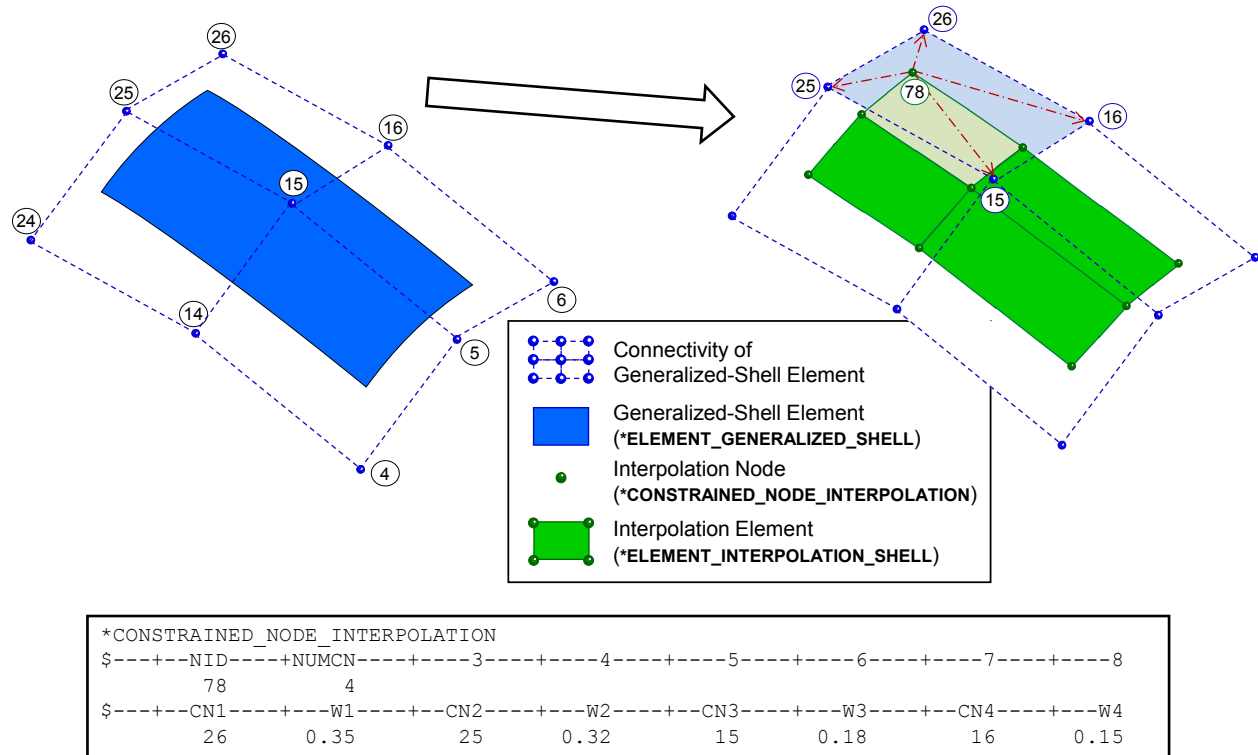 26
25
16
15
24
14
6
5
4
26
25
78
16
15
Connectivity of
Generalized-Shell Element
Generalized-Shell Element
(*ELEMENT_GENERALIZED_SHELL)
Interpolation Node
(*CONSTRAINED_NODE_INTERPOLATION)
Interpolation Element
(*ELEMENT_INTERPOLATION_SHELL)
*CONSTRAINED_NODE_INTERPOLATION
$---+--NID----+NUMCN----+----3----+----4----+----5----+----6----+----7----+----8
78 4
$---+--CN1----+---W1----+--CN2----+---W2----+--CN3----+---W3----+--CN4----+---W4
26 0.35 25 0.32 15 0.18 16 0.15